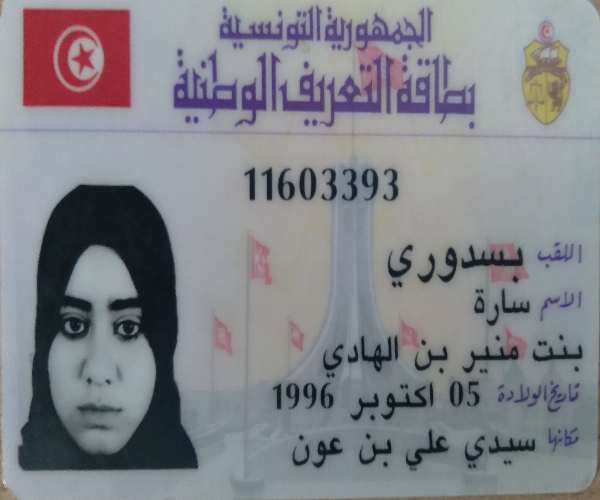 الجمهورية التونسية
بطاقة التعريف الوطنية
11603393
اللقب بسدوري
الاسم سارة
بنت منير بن الهادي
تاريخ الولادة 05 اكتوبر 1996
مكانها سيدي علي بن عون